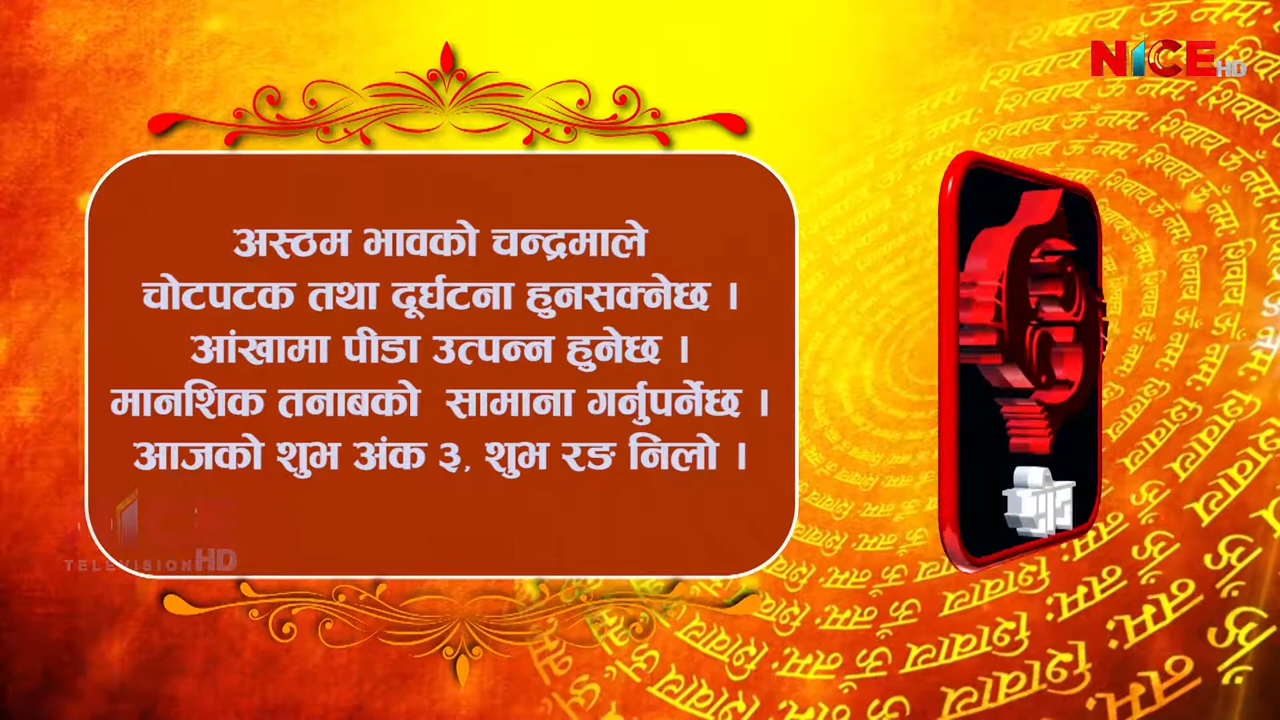 NICE HD
अस्ठम भावको चन्द्रमाले
चोटपटक तथा दूर्घटना हुनसक्नेछ ।
आंखामा पीडा उत्पन्न हुनेछ ।
मानशिक तनाबको सामाना गर्नुपर्नेछ ।
आजको शुभ अंक ३, शुभ रङ निलो ।
TELEVISION HD
ॐ नमः शिवाय